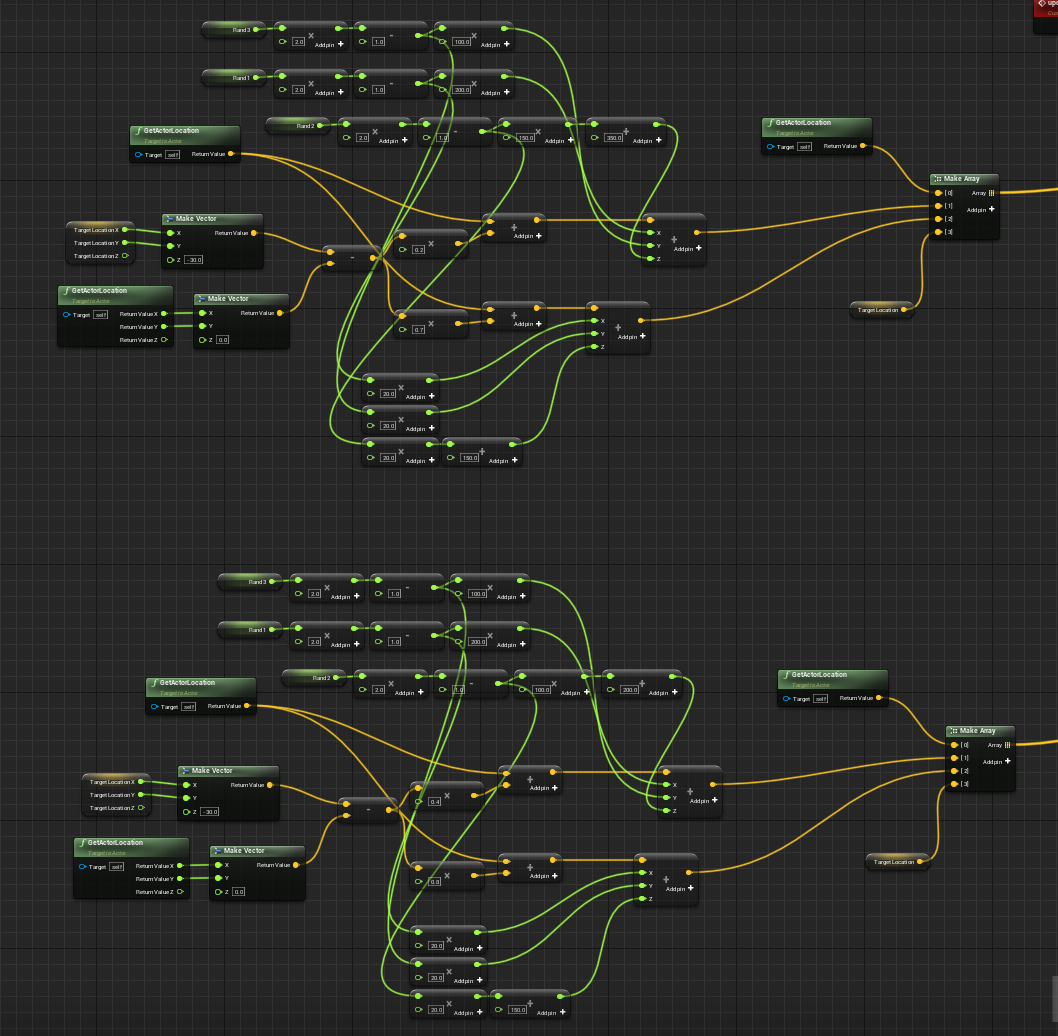 Rand 3
2.0
×
Addpin +
1.0
-
100.0
×
Addpin +
Rand 1
2.0
×
Addpin +
1.0
-
200.0
×
Addpin +
Rand 2
2.0
×
Addpin +
1.0
-
150.0
×
Addpin +
350.0
+
Addpin +
GetActorLocation
Target is Actor
Target self
Return Value
GetActorLocation
Target is Actor
Target self
Return Value
Make Array
[0]
Array
[1]
Addpin +
[2]
[3]
Target Location X
Target Location Y
Target Location Z
Make Vector
X
Return Value
Y
Z -30.0
-
0.2
×
Addpin +
+
Addpin +
X
Y
+
Addpin +
Z
GetActorLocation
Target is Actor
Target self
Return Value X
Return Value Y
Return Value Z
Make Vector
X
Return Value
Y
Z 0.0
0.7
×
Addpin +
+
Addpin +
X
+
Y
Addpin +
Z
Target Location
20.0
×
Addpin +
20.0
×
Addpin +
20.0
×
Addpin +
150.0
+
Addpin +
Rand 3
2.0
×
Addpin +
1.0
-
100.0
×
Addpin +
Rand 1
2.0
×
Addpin +
1.0
-
200.0
×
Addpin +
Rand 2
2.0
×
Addpin +
1.0
-
100.0
×
Addpin +
200.0
+
Addpin +
GetActorLocation
Target is Actor
Target self
Return Value
GetActorLocation
Target is Actor
Target self
Return Value
Make Array
[0]
Array
[1]
Addpin +
[2]
[3]
Target Location X
Target Location Y
Target Location Z
Make Vector
X
Return Value
Y
Z -30.0
-
0.4
×
Addpin +
+
Addpin +
X
Y
+
Addpin +
Z
GetActorLocation
Target is Actor
Target self
Return Value X
Return Value Y
Return Value Z
Make Vector
X
Return Value
Y
Z 0.0
0.8
×
Addpin +
+
Addpin +
X
+
Y
Addpin +
Z
Target Location
20.0
×
Addpin +
20.0
×
Addpin +
20.0
×
Addpin +
150.0
+
Addpin +